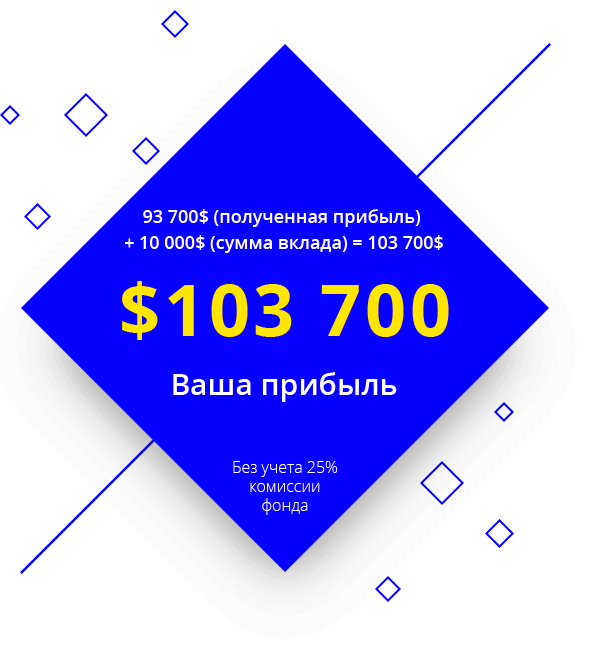 93 700$ (полученная прибыль)
+ 10 000$ (сумма вклада) = 103 700$
$103 700
Ваша прибыль
Без учета 25%
комиссии
фонда